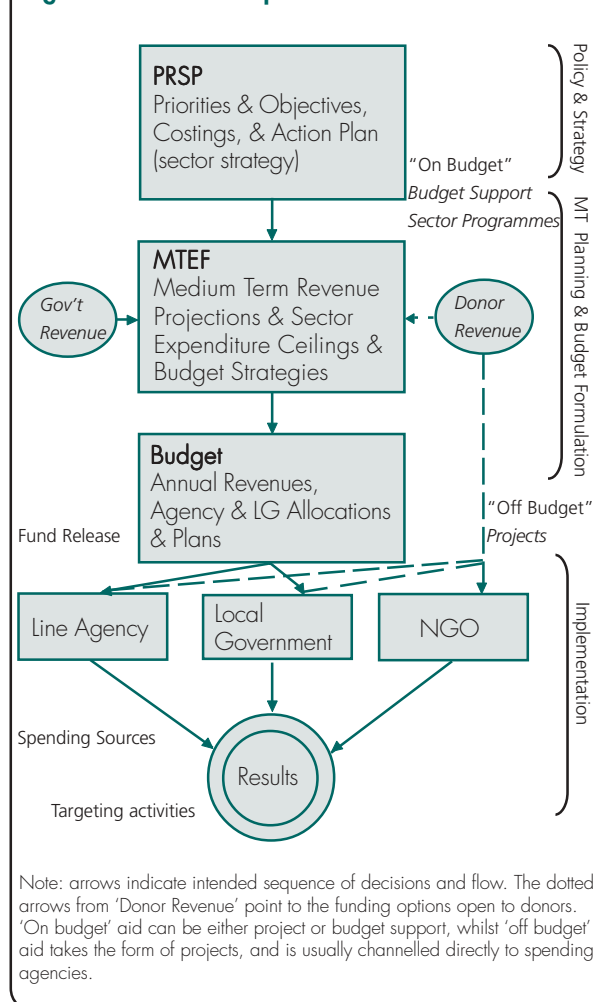 PRSP
Priorities & Objectives,
Costings, & Action Plan
(sector strategy)
Policy & Strategy
"On Budget"
Budget Support
Sector Programmes
MTEF
Medium Term Revenue
Projections & Sector
Expenditure Ceilings &
Budget Strategies
Gov't
Revenue
Donor
Revenue
MT Planning & Budget Formulation
Budget
Annual Revenues,
Agency & LG Allocations
& Plans
"Off Budget"
Projects
Fund Release
Line Agency
Local
Government
NGO
Implementation
Spending Sources
Results
Targeting activities
Note: arrows indicate intended sequence of decisions and flow. The dotted
arrows from 'Donor Revenue' point to the funding options open to donors.
'On budget' aid can be either project or budget support, whilst 'off budget'
aid takes the form of projects, and is usually channelled directly to spending
agencies.